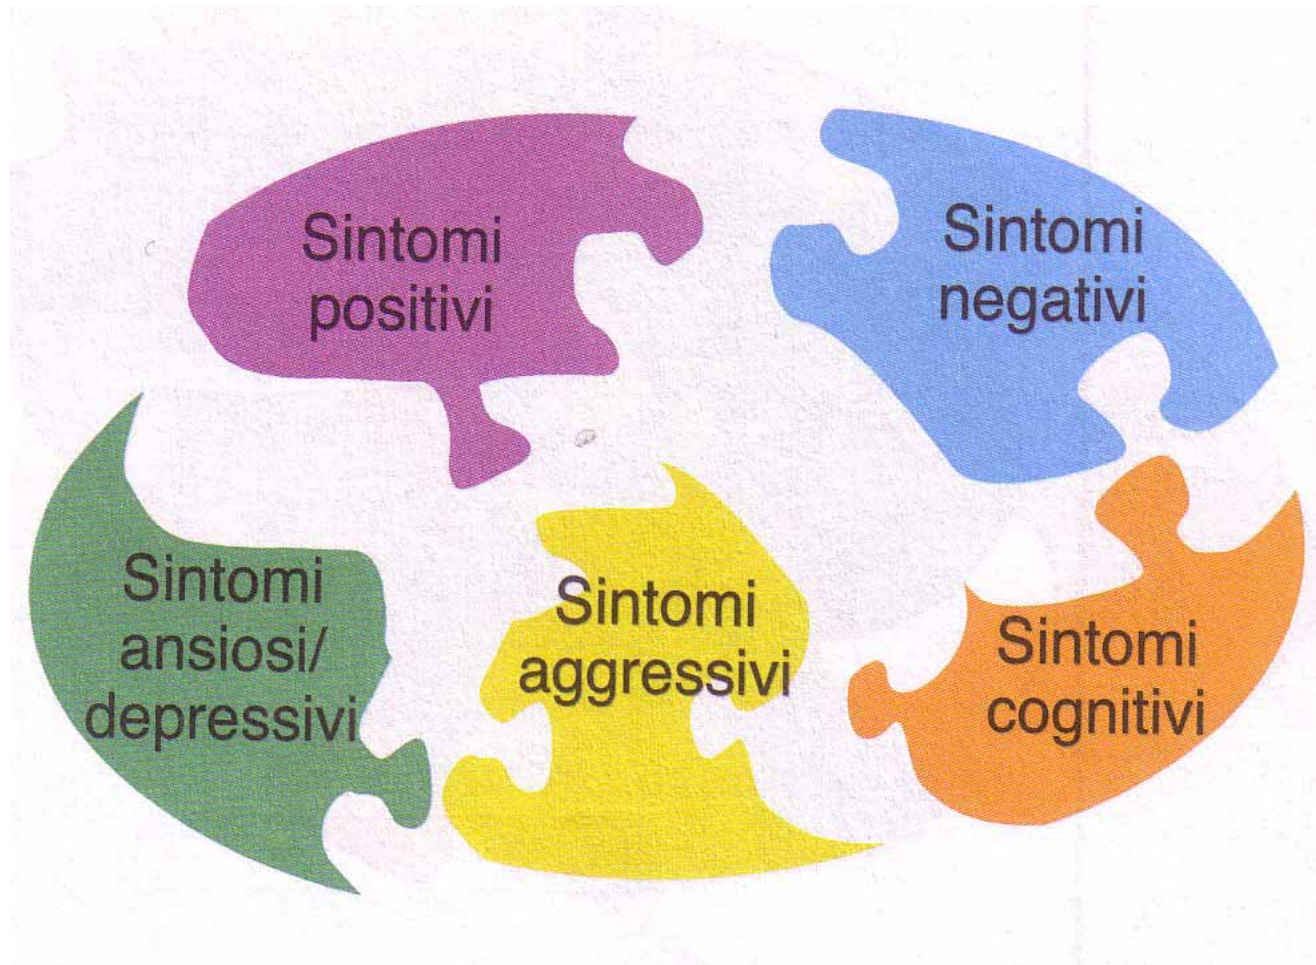 Sintomi
positivi
Sintomi
negativi
Sintomi
ansiosi/
depressivi
Sintomi
aggressivi
Sintomi
cognitivi